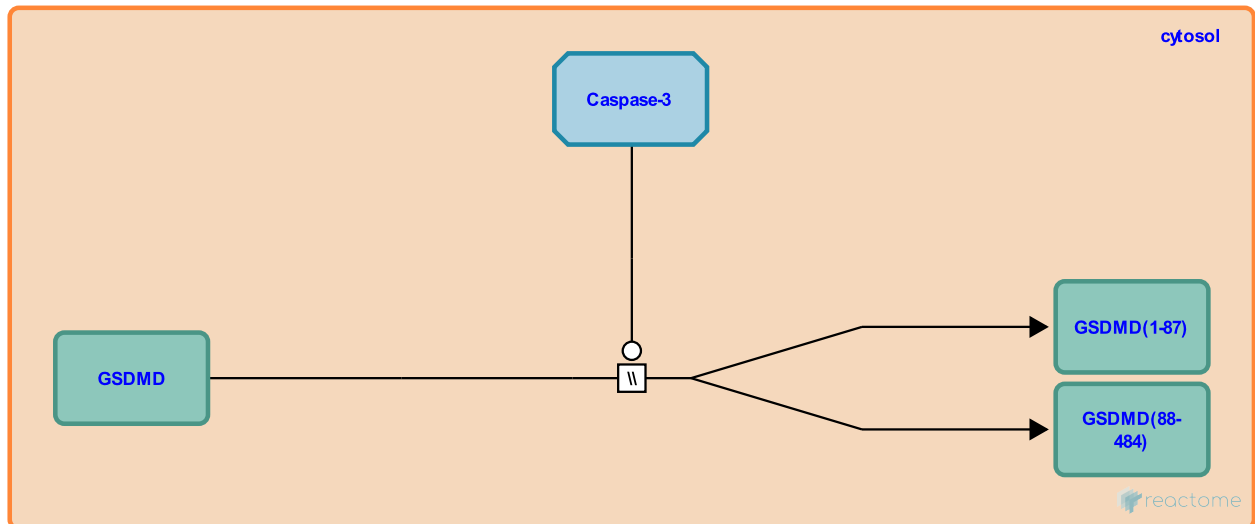 cytosol
Caspase-3
GSDMD
\\
GSDMD(1-87)
GSDMD(88-
484)
reactome